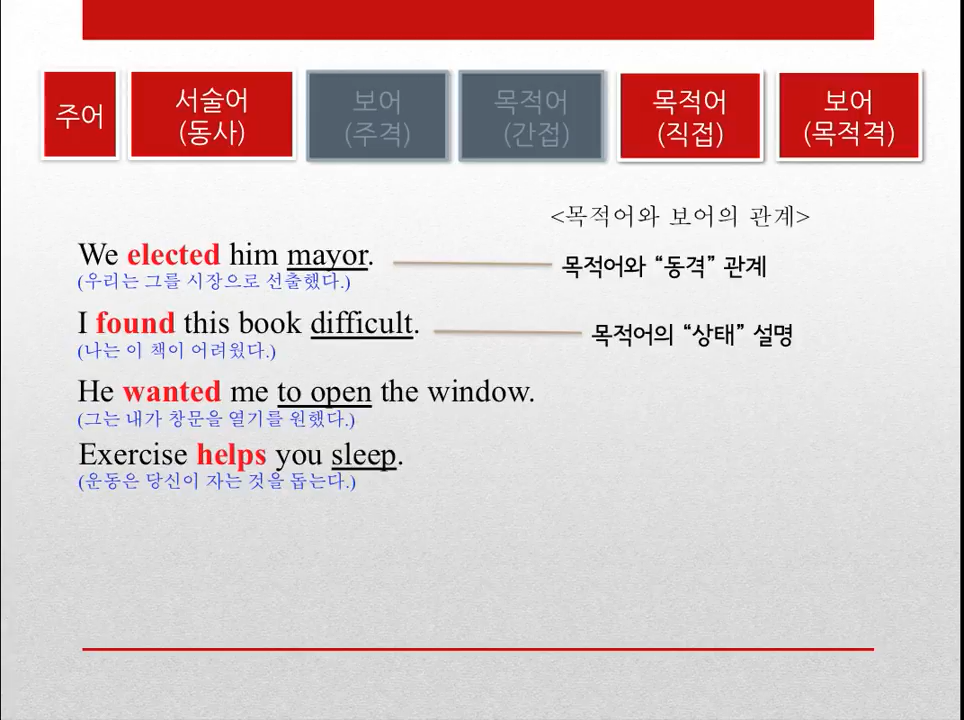 주어
서술어
(동사)
보어
(주격)
목적어
(간접)
목적어
(직접)
보어
(목적격)
<목적어와 보어의 관계>
We elected him mayor.
목적어와 “동격” 관계
(우리는 그를 시장으로 선출했다.)
I found this book difficult.
목적어의 “상태” 설명
(나는 이 책이 어려웠다.)
He wanted me to open the window.
(그는 내가 창문을 열기를 원했다.)
Exercise helps you sleep.
(운동은 당신이 자는 것을 돕는다.)